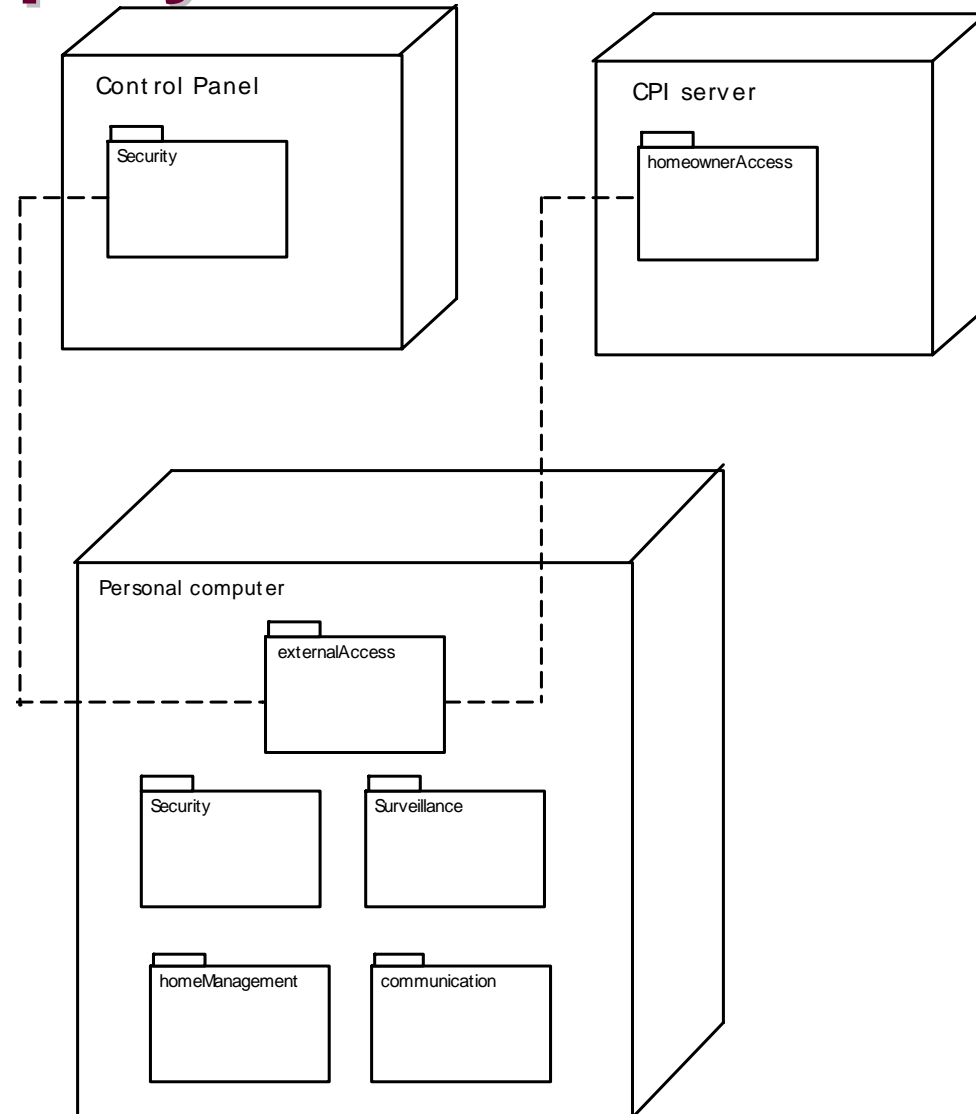 Control Panel
Security
CPI server
homeownerAccess
Personal computer
externalAccess
Security
Surveillance
homeManagement
communication